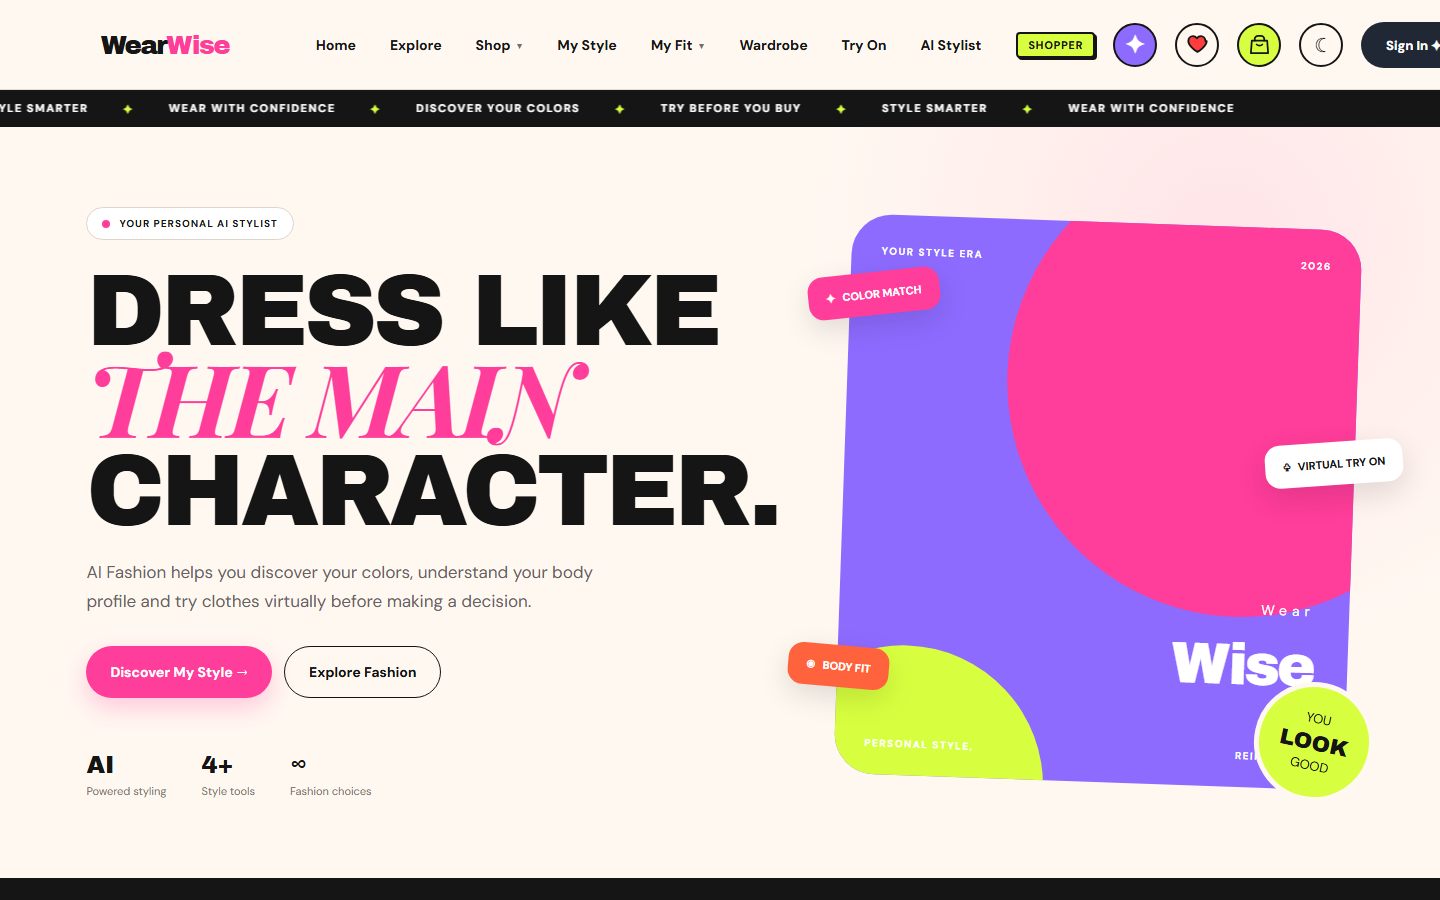 WearWise
Home Explore Shop My Style My Fit Wardrobe Try On AI Stylist SHOPPER Sign In
YLE SMARTER ✦ WEAR WITH CONFIDENCE ✦ DISCOVER YOUR COLORS ✦ TRY BEFORE YOU BUY ✦ STYLE SMARTER ✦ WEAR WITH CONFIDENCE
YOUR PERSONAL AI STYLIST
DRESS LIKE
THE MAIN
CHARACTER.
AI Fashion helps you discover your colors, understand your body
profile and try clothes virtually before making a decision.
Discover My Style →
Explore Fashion
AI
Powered styling
4+
Style tools
∞
Fashion choices
YOUR STYLE ERA
2026
✦ COLOR MATCH
VIRTUAL TRY ON
Wear
Wise
BODY FIT
PERSONAL STYLE.
YOU
LOOK
GOOD